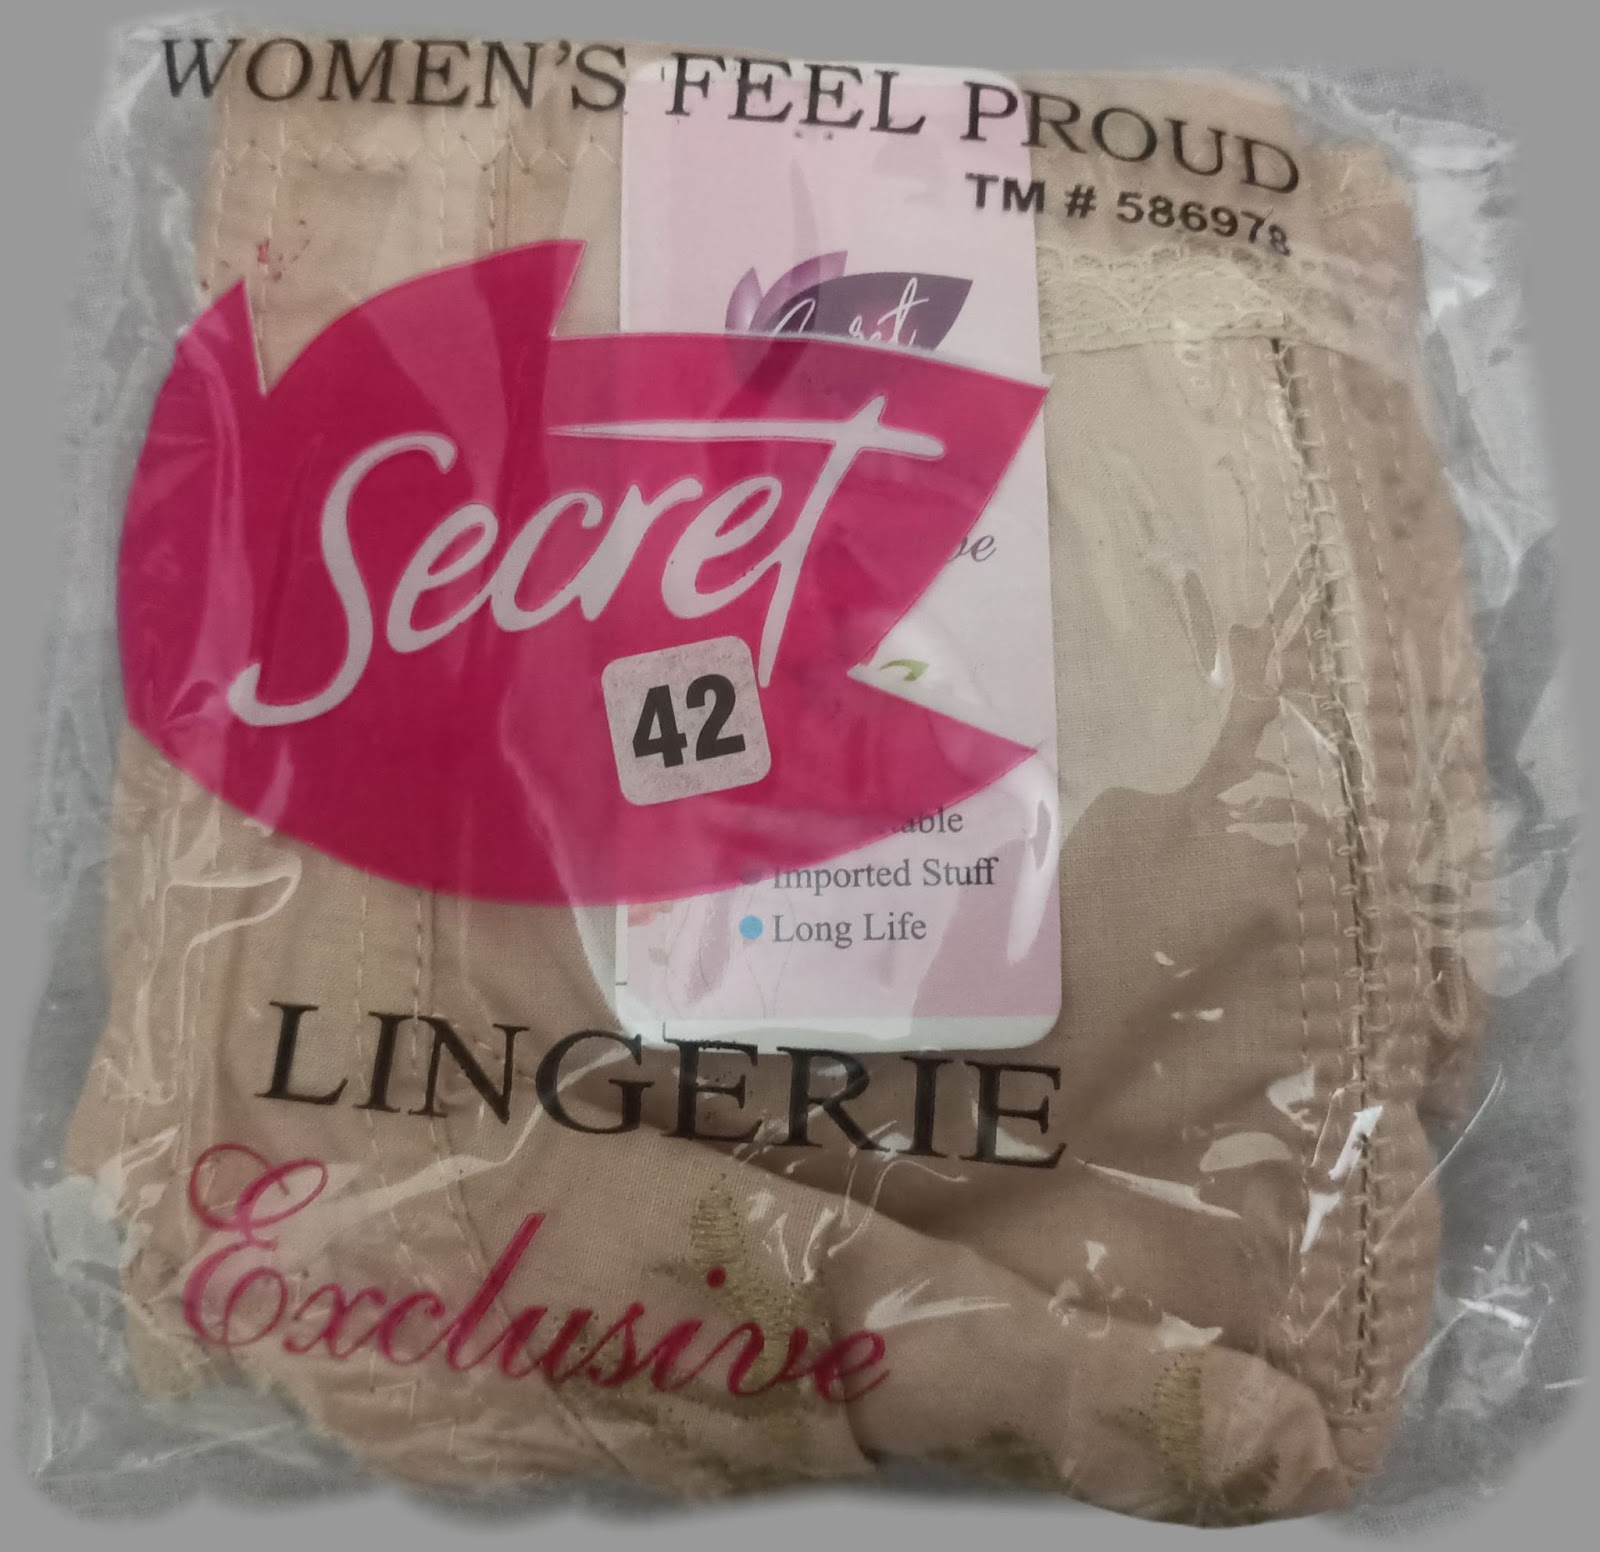 WOMEN'S FEEL PROUD
TM # 586978
Secret
42
Imported Stuff
Long Life
LINGERIE
Exclusive